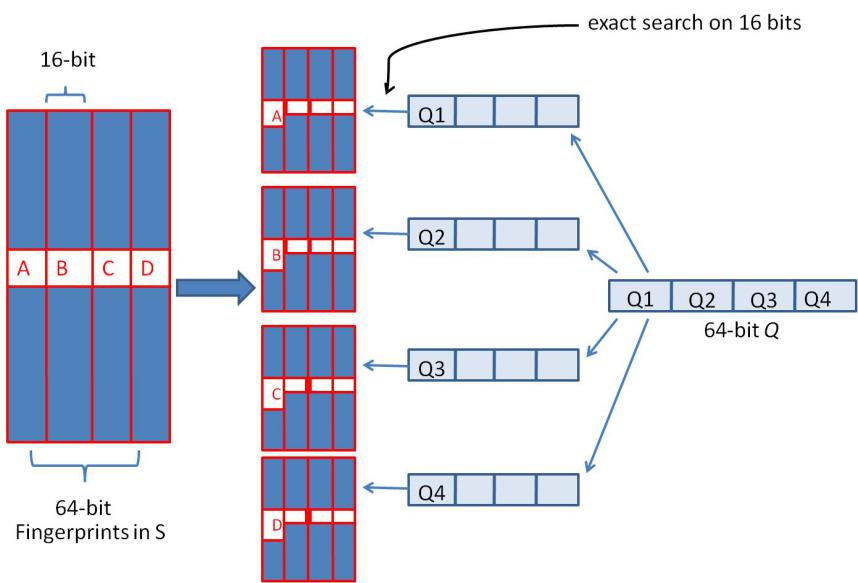 exact search on 16 bits
16-bit
A
Q1
Q2
B
A B C D
Q1 Q2 Q3 Q4
64-bit Q
Q3
C
Q4
D
64-bit
Fingerprints in S